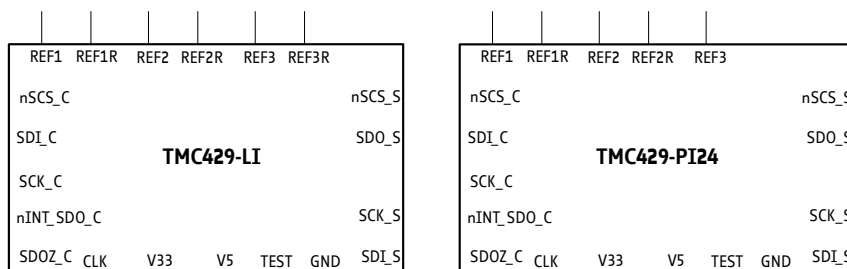 REF1 REF1R REF2 REF2R REF3 REF3R
nSCS_C nSCS_S
SDI_C SDO_S
TMC429-LI
SCK_C
nINT_SDO_C SCK_S
SDOZ_C CLK V33 V5 TEST GND SDI_S
REF1 REF1R REF2 REF2R REF3
nSCS_C nSCS_S
SDI_C SDO_S
TMC429-PI24
SCK_C
nINT_SDO_C SCK_S
SDOZ_C CLK V33 V5 TEST GND SDI_S